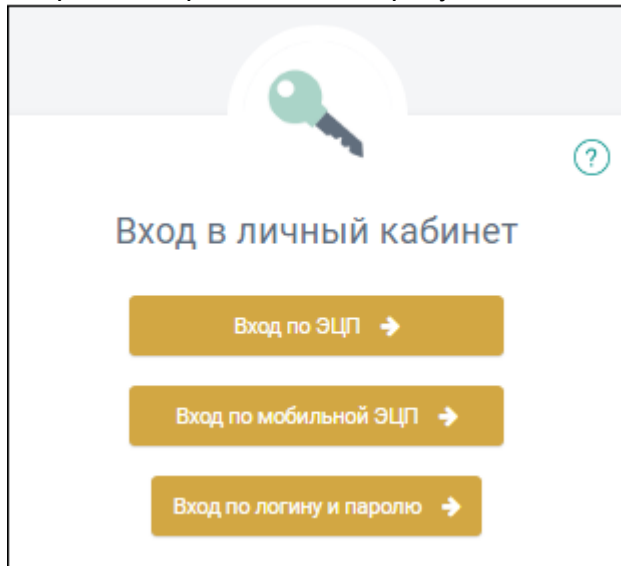 ?
Вход в личный кабинет
Вход по ЭЦП
Вход по мобильной ЭЦП
Вход по логину и паролю